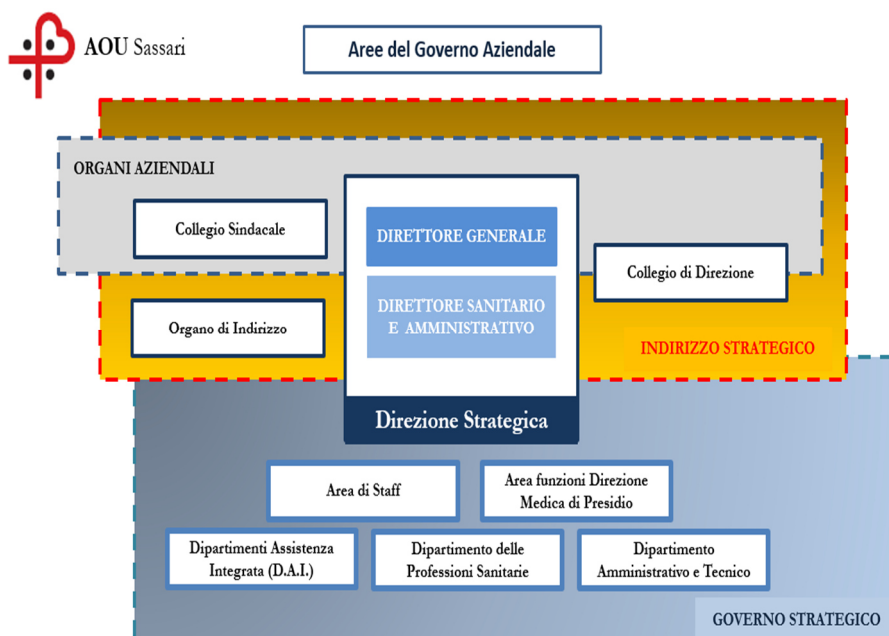 AOU Sassari
Aree del Governo Aziendale
ORGANI AZIENDALI
Collegio Sindacale
DIRETTORE GENERALE
Collegio di Direzione
DIRETTORE SANITARIO
E AMMINISTRATIVO
Organo di Indirizzo
INDIRIZZO STRATEGICO
Direzione Strategica
Area di Staff
Area funzioni Direzione
Medica di Presidio
Dipartimenti Assistenza
Integrata (D.A.I.)
Dipartimento delle
Professioni Sanitarie
Dipartimento
Amministrativo e Tecnico
GOVERNO STRATEGICO